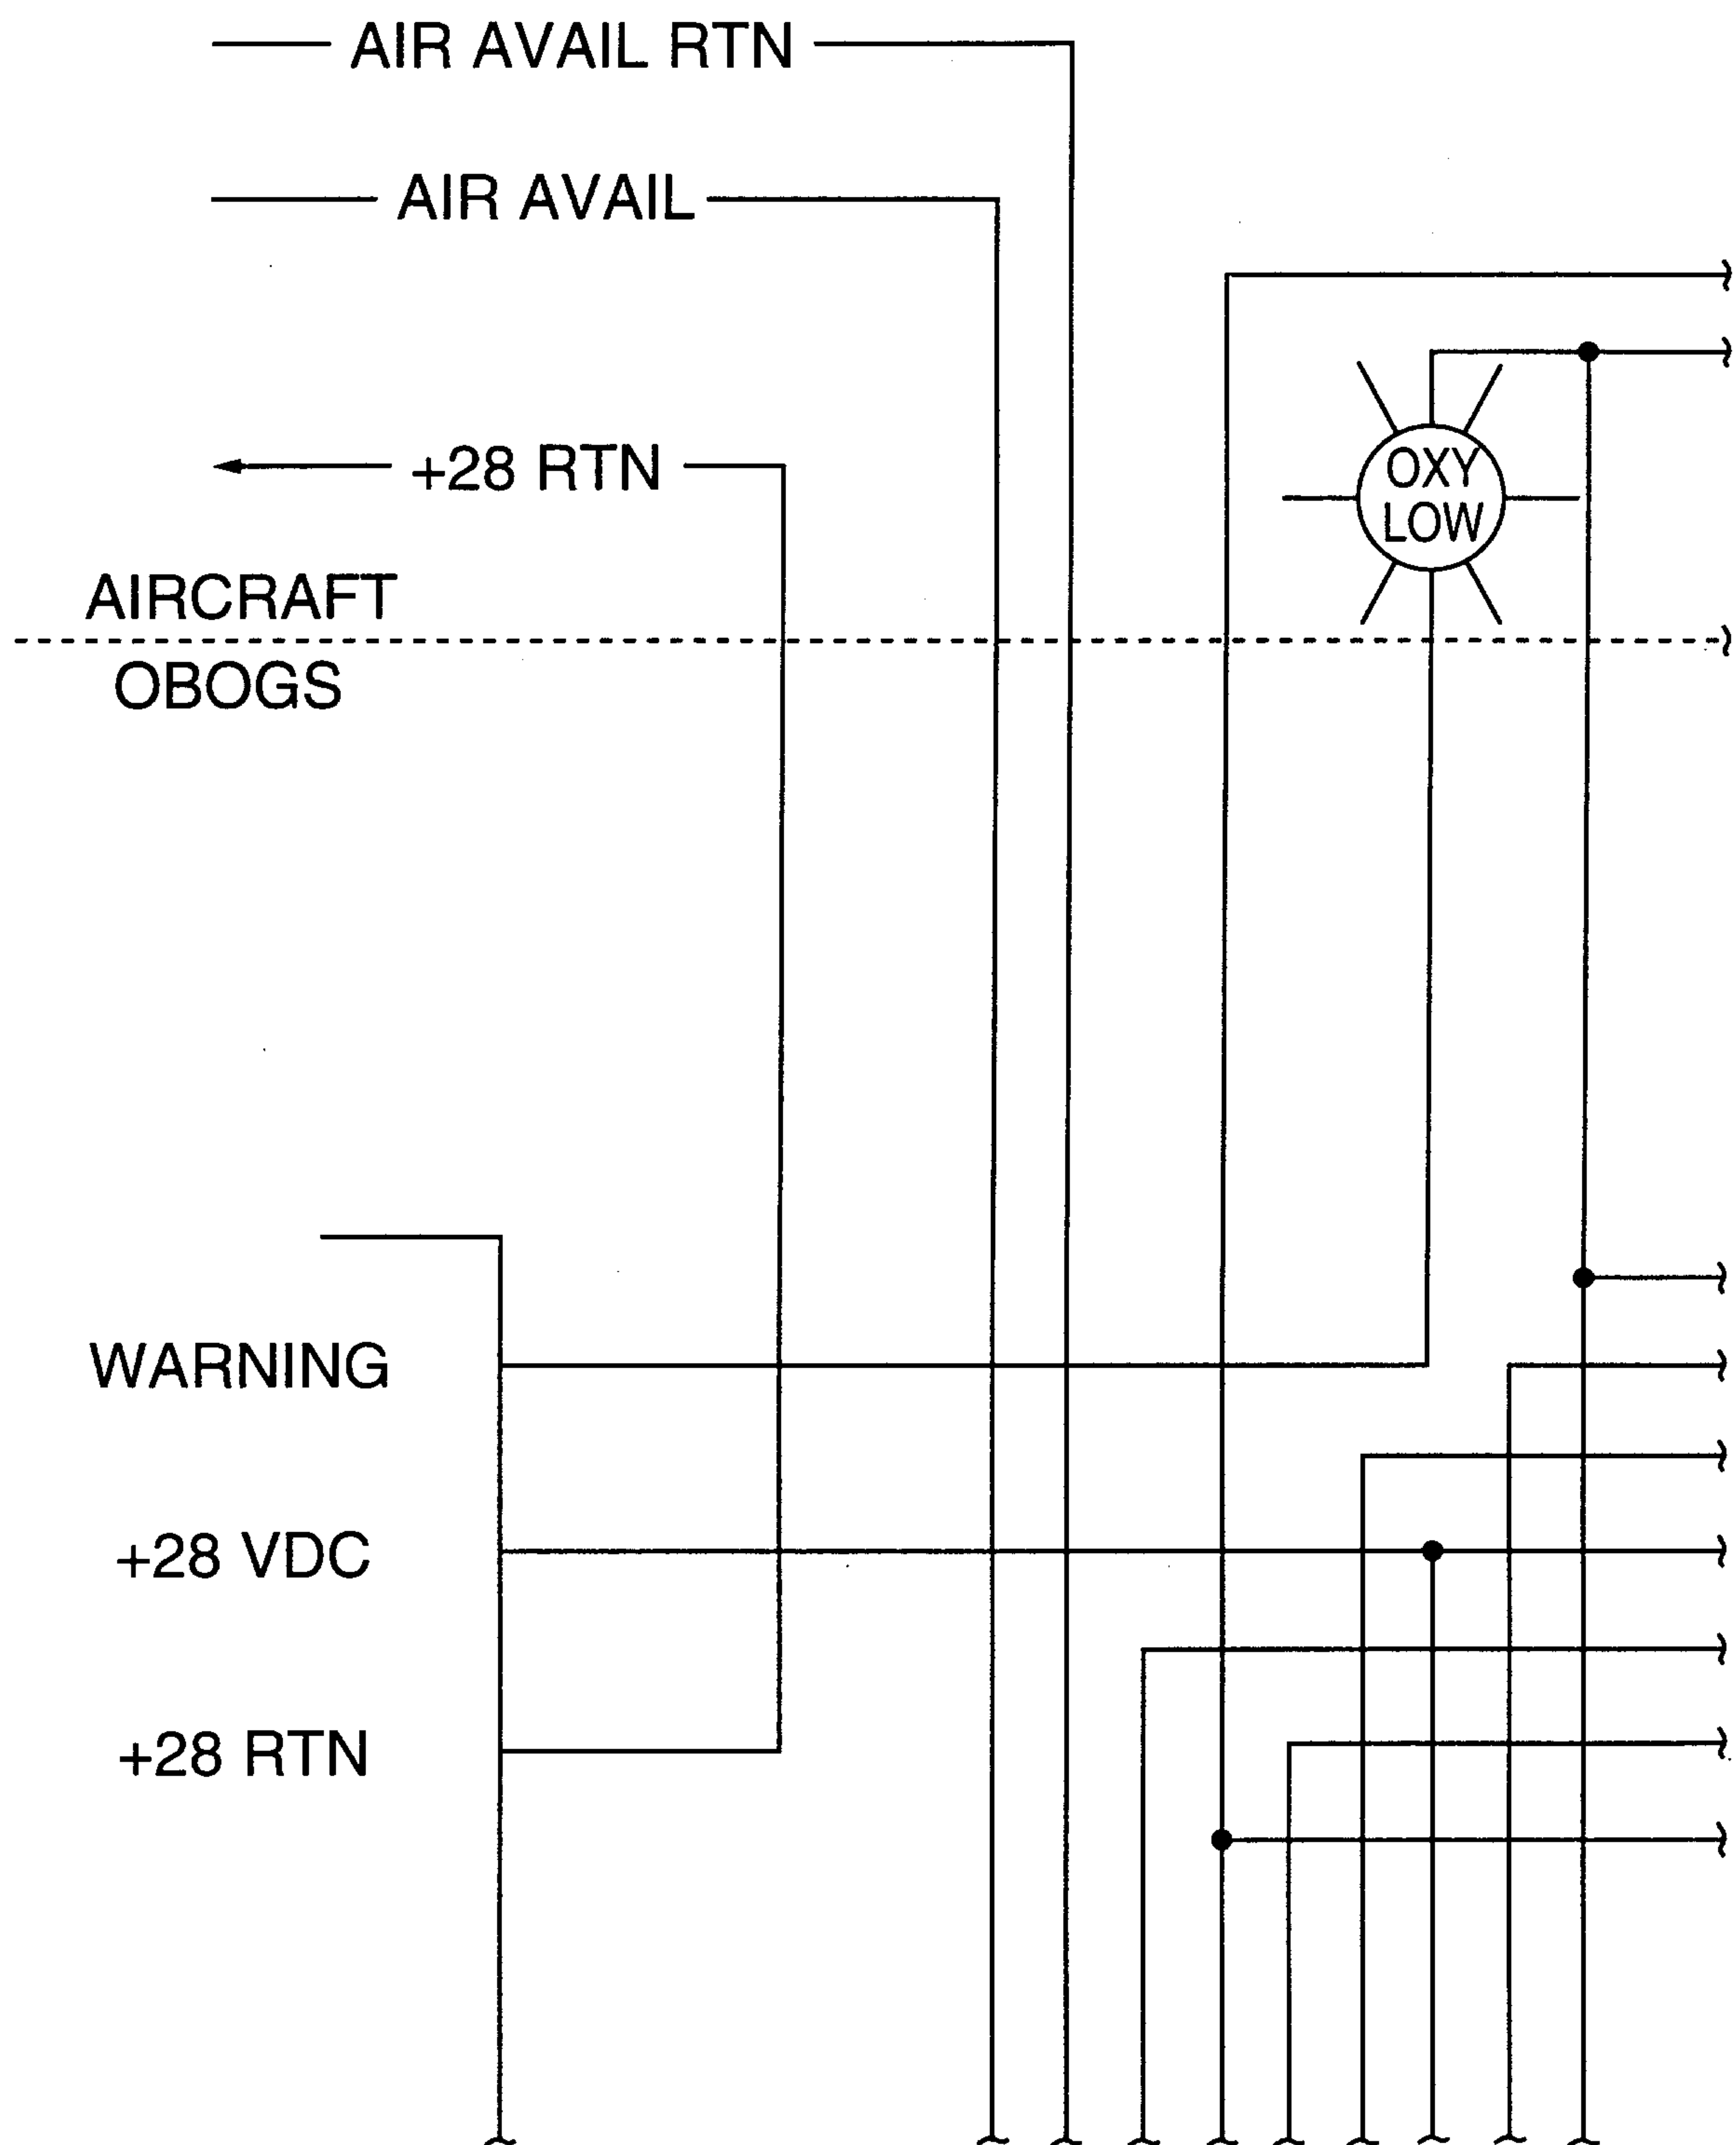 AIR AVAIL RTN
AIR AVAIL
+28 RTN
OXY
LOW
AIRCRAFT
OBOGS
WARNING
+28 VDC
+28 RTN